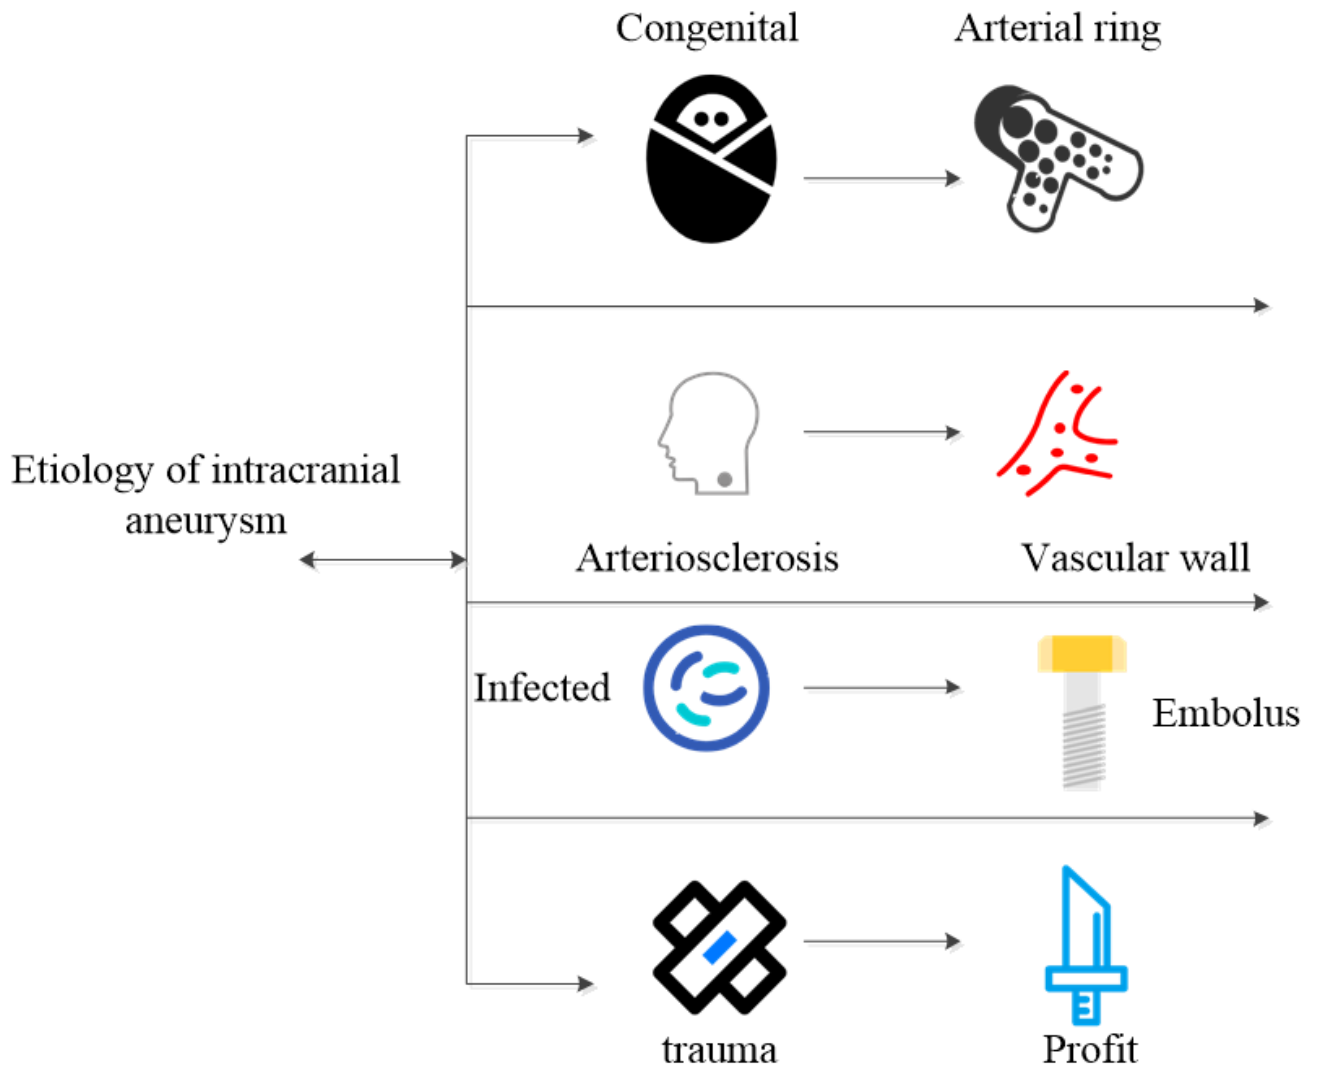 Congenital
Arterial ring
Etiology of intracranial
aneurysm
Arteriosclerosis
Vascular wall
Infected
Embolus
trauma
Profit